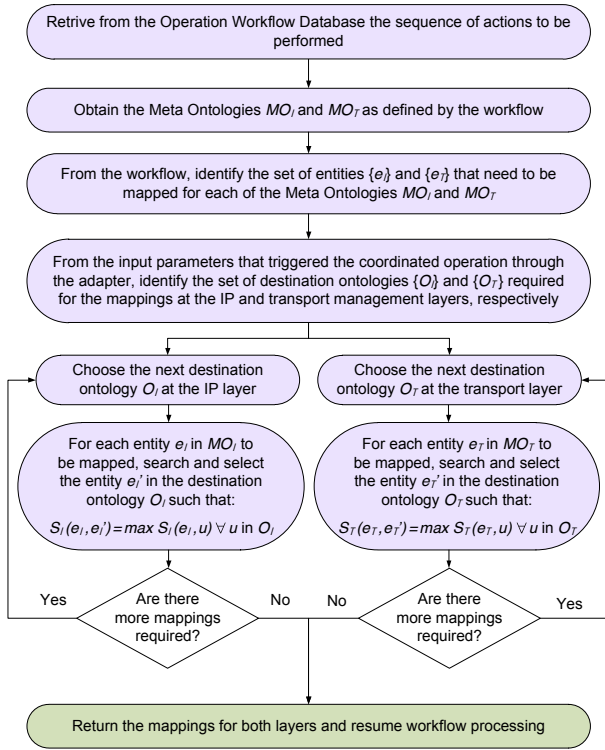 Retrive from the Operation Workflow Database the sequence of actions to be
performed
Obtain the Meta Ontologies MO_I and MO_T as defined by the workflow
From the workflow, identify the set of entities {e_I} and {e_T} that need to be
mapped for each of the Meta Ontologies MO_I and MO_T
From the input parameters that triggered the coordinated operation through
the adapter, identify the set of destination ontologies {O_I} and {O_T} required
for the mappings at the IP and transport management layers, respectively
Choose the next destination
ontology O_I at the IP layer
Choose the next destination
ontology O_T at the transport layer
For each entity e_I in MO_I to
be mapped, search and select
the entity e_I' in the destination
ontology O_I such that:
S_I(e_I,e_I')=max S_I(e_I,u) ∀ u in O_I
For each entity e_T in MO_T to
be mapped, search and select
the entity e_T' in the destination
ontology O_T such that:
S_T(e_T,e_T')=max S_T(e_T,u) ∀ u in O_T
Yes
Are there
more mappings
required?
No
No
Are there
more mappings
required?
Yes
Return the mappings for both layers and resume workflow processing